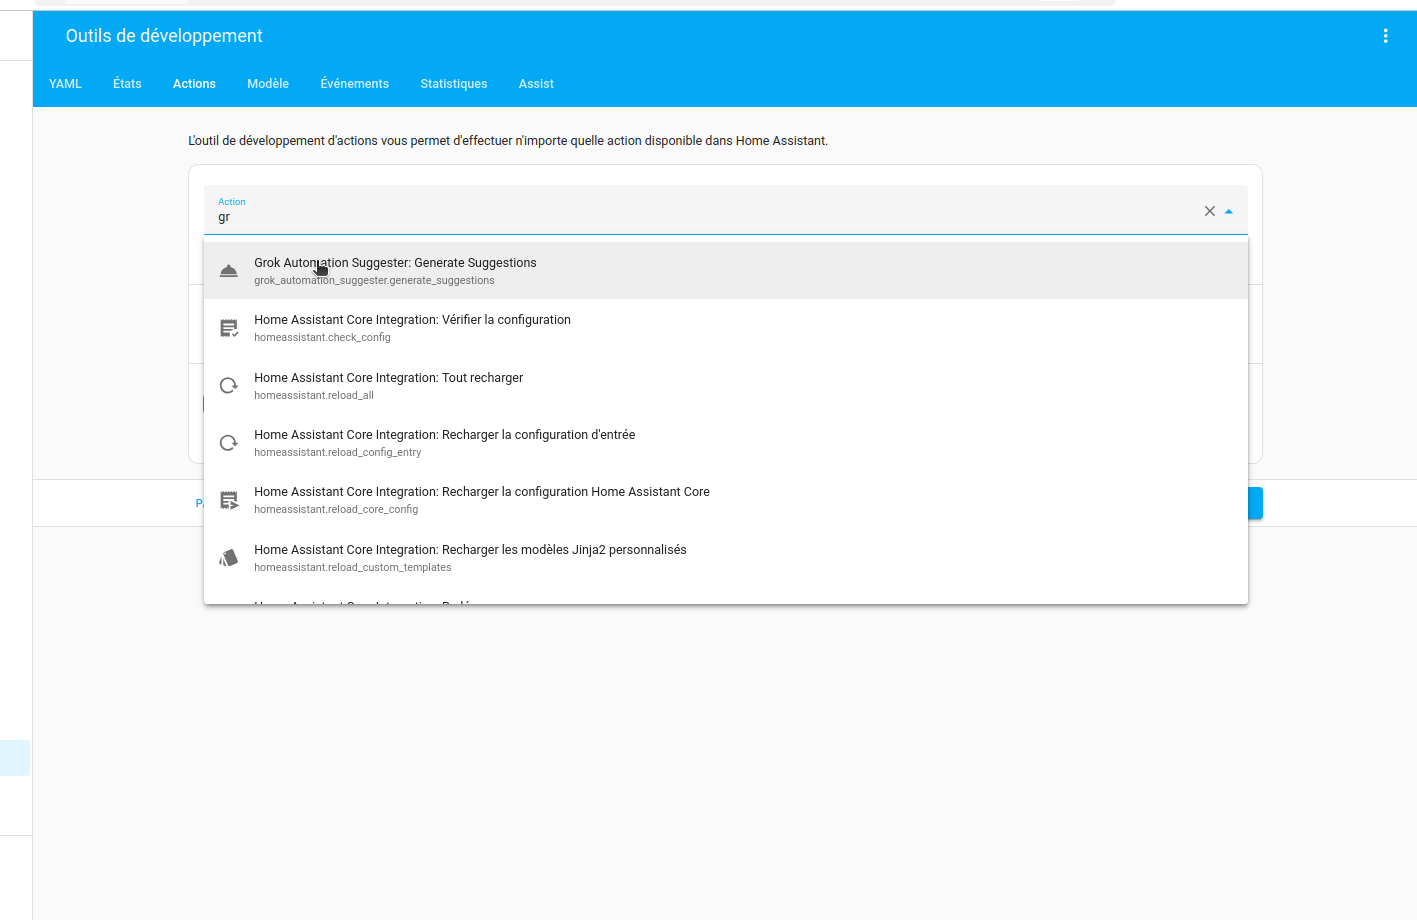 Outils de développement
YAML États Actions Modèle Événements Statistiques Assist
L'outil de développement d'actions vous permet d'effectuer n'importe quelle action disponible dans Home Assistant.
Action
gr
Grok Automation Suggester: Generate Suggestions
grok_automation_suggester.generate_suggestions
Home Assistant Core Integration: Vérifier la configuration
homeassistant.check_config
Home Assistant Core Integration: Tout recharger
homeassistant.reload_all
Home Assistant Core Integration: Recharger la configuration d'entrée
homeassistant.reload_config_entry
Home Assistant Core Integration: Recharger la configuration Home Assistant Core
homeassistant.reload_core_config
Home Assistant Core Integration: Recharger les modèles Jinja2 personnalisés
homeassistant.reload_custom_templates